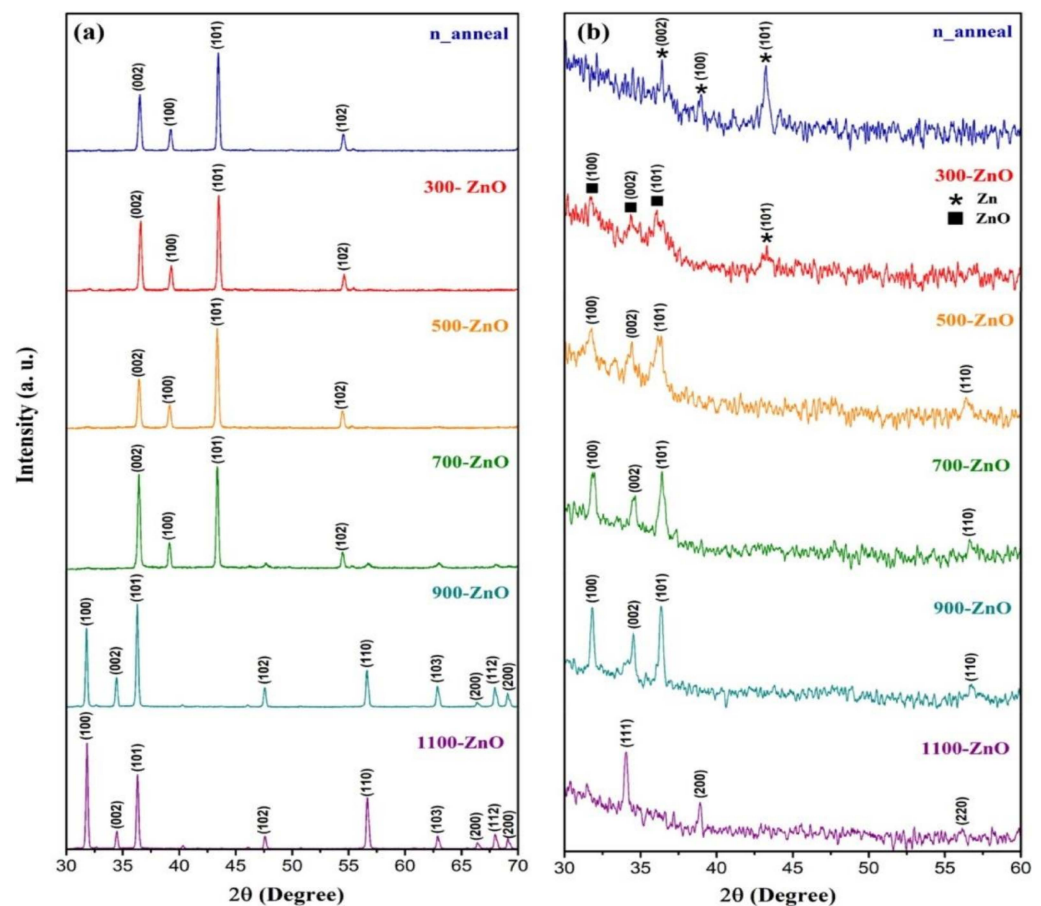 Intensity (a. u.)
(a)
n_anneal
(002)
(100)
(101)
(102)
300- ZnO
(002)
(100)
(101)
(102)
500-ZnO
(002)
(100)
(101)
(102)
700-ZnO
(002)
(100)
(101)
(102)
900-ZnO
(100)
(002)
(101)
(102)
(110)
(103)
(200)
(112)
(200)
1100-ZnO
(100)
(002)
(101)
(102)
(110)
(103)
(200)
(112)
(200)
30 35 40 45 50 55 60 65 70
2θ (Degree)
(b)
n_anneal
*(002)
*(100)
*(101)
300-ZnO
* Zn
■ ZnO
■ (100)
■ (002)
■ (101)
*(101)
500-ZnO
(100)
(002)
(101)
(110)
700-ZnO
(100)
(002)
(101)
(110)
900-ZnO
(100)
(002)
(101)
(110)
1100-ZnO
(111)
(200)
(220)
30 35 40 45 50 55 60
2θ (Degree)